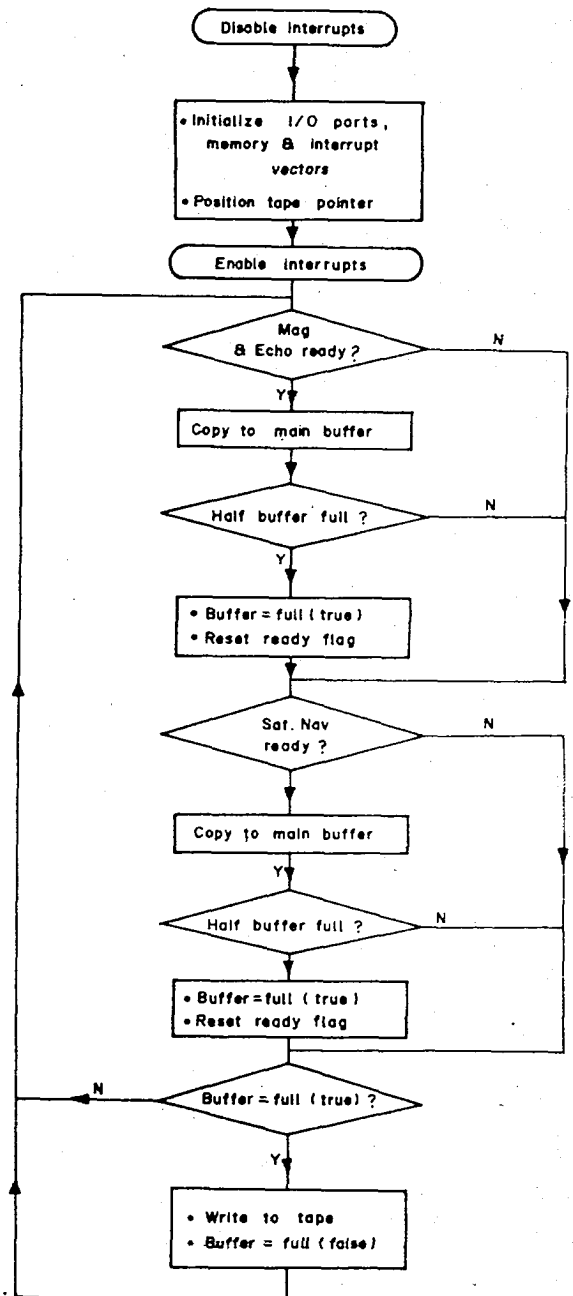 Disable Interrupts
• Initialize I/O ports,
memory & interrupt
vectors
• Position tape pointer
Enable Interrupts
Mag
& Echo ready?
N
Y
Copy to main buffer
Half buffer full ?
N
Y
• Buffer = full (true)
• Reset ready flag
Sat. Nav
ready ?
N
Copy to main buffer
Y
Half buffer full ?
N
• Buffer = full (true)
• Reset ready flag
N
Buffer = full (true) ?
Y
• Write to tape
• Buffer = full (false)